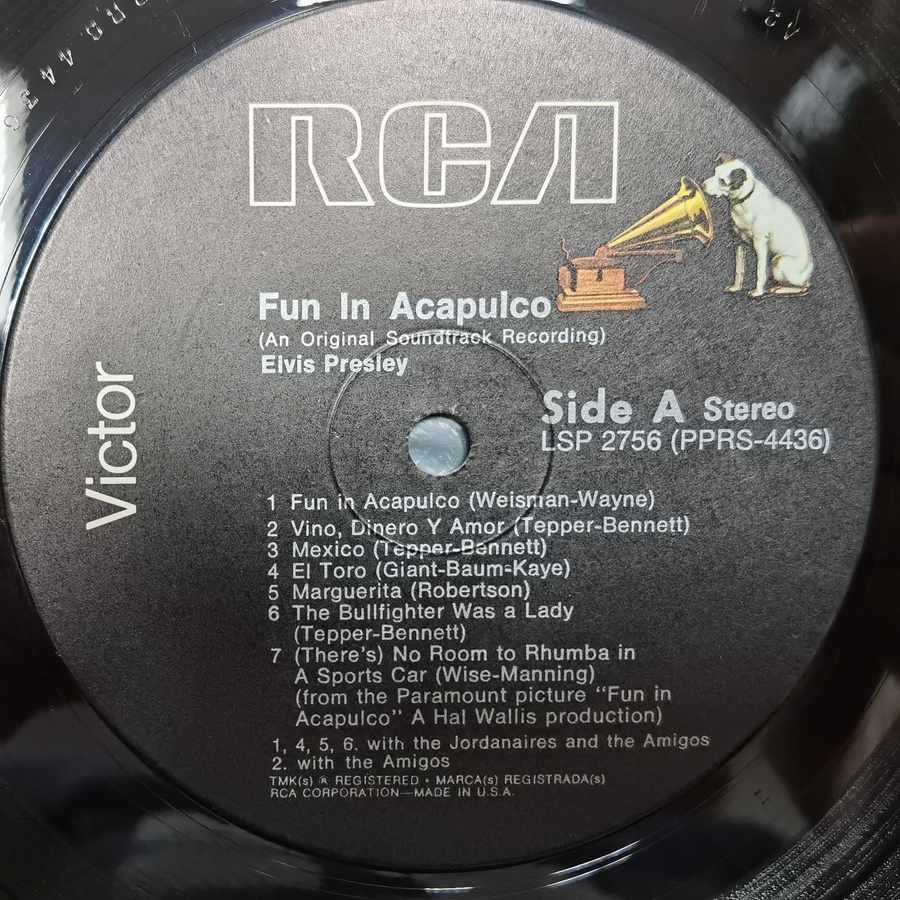 RCA
Fun In Acapulco
(An Original Soundtrack Recording)
Elvis Presley
Victor
Side A Stereo
LSP 2756 (PPRS-4436)
1 Fun in Acapulco (Weisman-Wayne)
2 Vino, Dinero Y Amor (Tepper-Bennett)
3 Mexico (Tepper-Bennett)
4 El Toro (Giant-Baum-Kaye)
5 Marguerita (Robertson)
6 The Bullfighter Was a Lady
(Tepper-Bennett)
7 (There's) No Room to Rhumba in
A Sports Car (Wise-Manning)
(from the Paramount picture "Fun in
Acapulco" A Hal Wallis production)
1, 4, 5, 6. with the Jordanaires and the Amigos
2. with the Amigos
TMK(s) ® REGISTERED • MARCA(s) REGISTRADA(s)
RCA CORPORATION—MADE IN U.S.A.